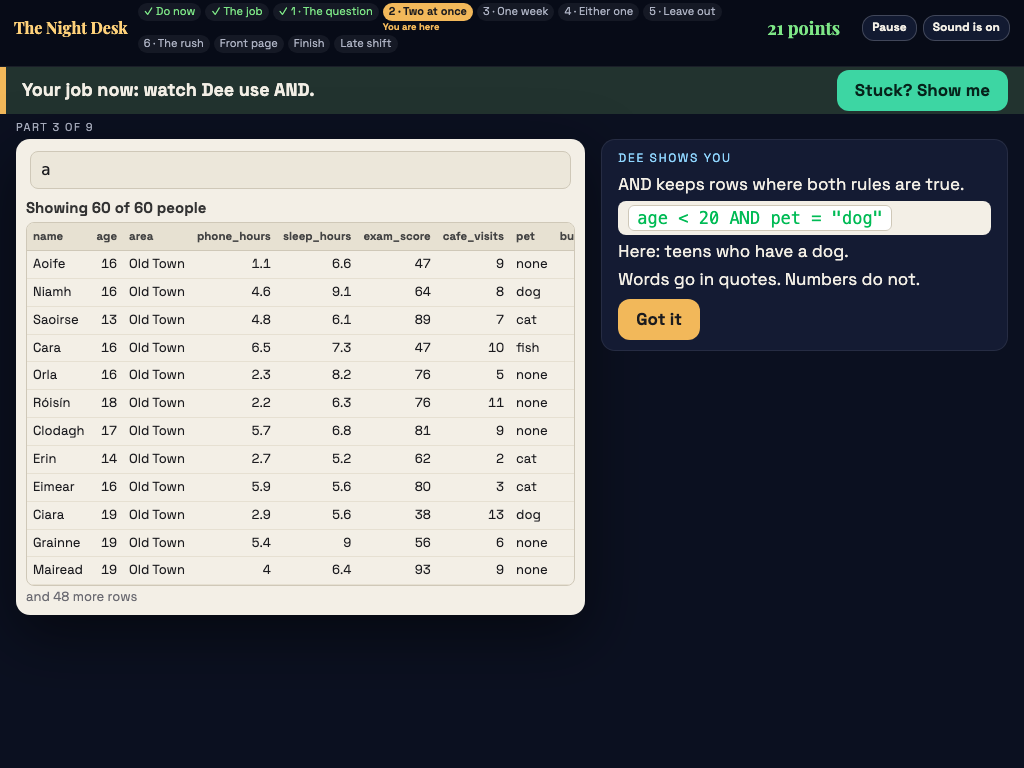 The Night Desk
✓ Do now ✓ The job ✓ 1 · The question 2 · Two at once 3 · One week 4 · Either one 5 · Leave out
You are here
6 · The rush Front page Finish Late shift
21 points
Pause Sound is on
Your job now: watch Dee use AND.
Stuck? Show me
PART 3 OF 9
a
Showing 60 of 60 people
name age area phone_hours sleep_hours exam_score cafe_visits pet bu
Aoife 16 Old Town 1.1 6.6 47 9 none
Niamh 16 Old Town 4.6 9.1 64 8 dog
Saoirse 13 Old Town 4.8 6.1 89 7 cat
Cara 16 Old Town 6.5 7.3 47 10 fish
Orla 16 Old Town 2.3 8.2 76 5 none
Róisín 18 Old Town 2.2 6.3 76 11 none
Clodagh 17 Old Town 5.7 6.8 81 9 none
Erin 14 Old Town 2.7 5.2 62 2 cat
Eimear 16 Old Town 5.9 5.6 80 3 cat
Ciara 19 Old Town 2.9 5.6 38 13 dog
Grainne 19 Old Town 5.4 9 56 6 none
Mairead 19 Old Town 4 6.4 93 9 none
and 48 more rows
DEE SHOWS YOU
AND keeps rows where both rules are true.
age < 20 AND pet = "dog"
Here: teens who have a dog.
Words go in quotes. Numbers do not.
Got it